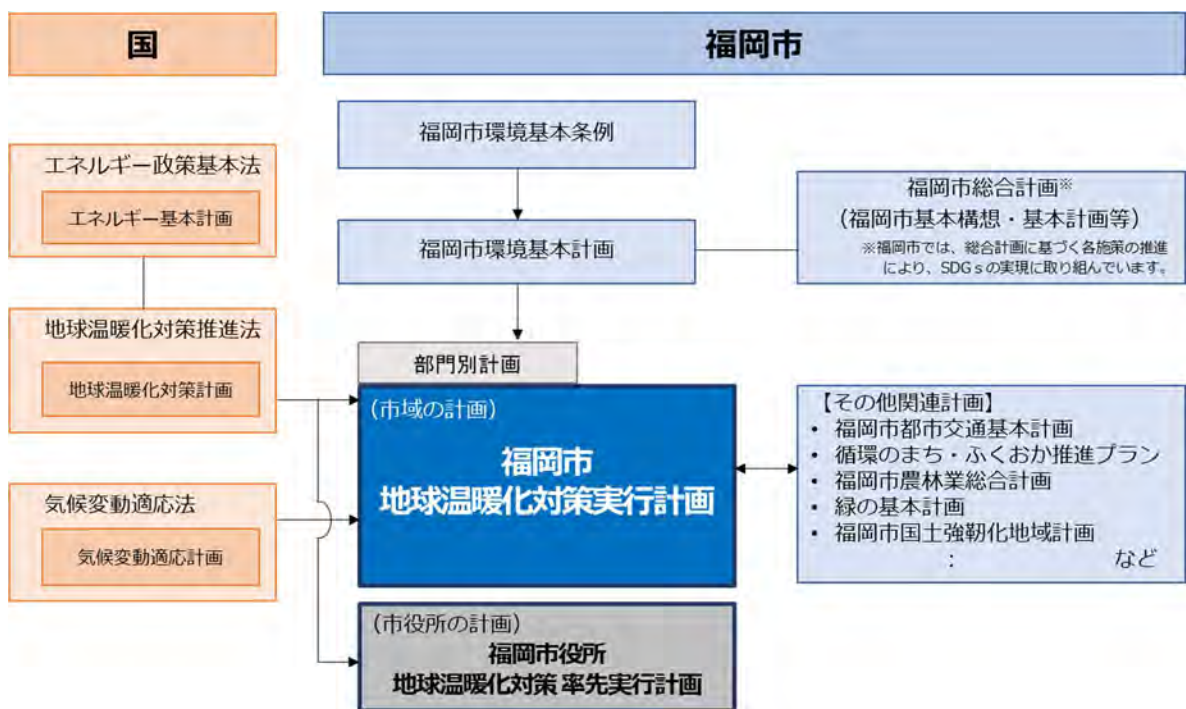 国
福岡市
エネルギー政策基本法
エネルギー基本計画
地球温暖化対策推進法
地球温暖化対策計画
気候変動適応法
気候変動適応計画
福岡市環境基本条例
福岡市環境基本計画
福岡市総合計画※
（福岡市基本構想・基本計画等）
※福岡市では、総合計画に基づく各施策の推進
により、SDGｓの実現に取り組んでいます。
部門別計画
（市域の計画）
福岡市
地球温暖化対策実行計画
【その他関連計画】
• 福岡市都市交通基本計画
• 循環のまち・ふくおか推進プラン
• 福岡市農林業総合計画
• 緑の基本計画
• 福岡市国土強靭化地域計画
： など
（市役所の計画）
福岡市役所
地球温暖化対策 率先実行計画